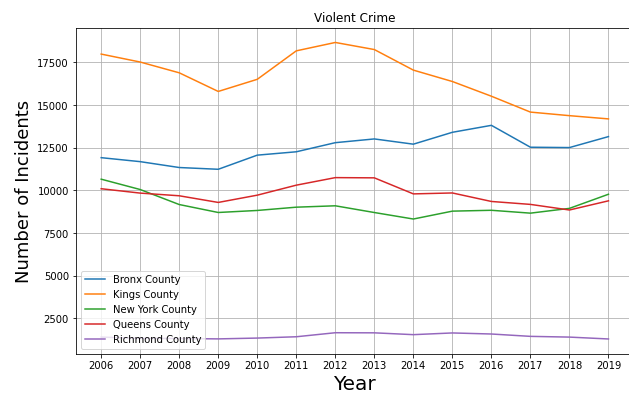 Violent Crime
Number of Incidents
17500
15000
12500
10000
7500
5000
2500
Bronx County
Kings County
New York County
Queens County
Richmond County
2006 2007 2008 2009 2010 2011 2012 2013 2014 2015 2016 2017 2018 2019
Year